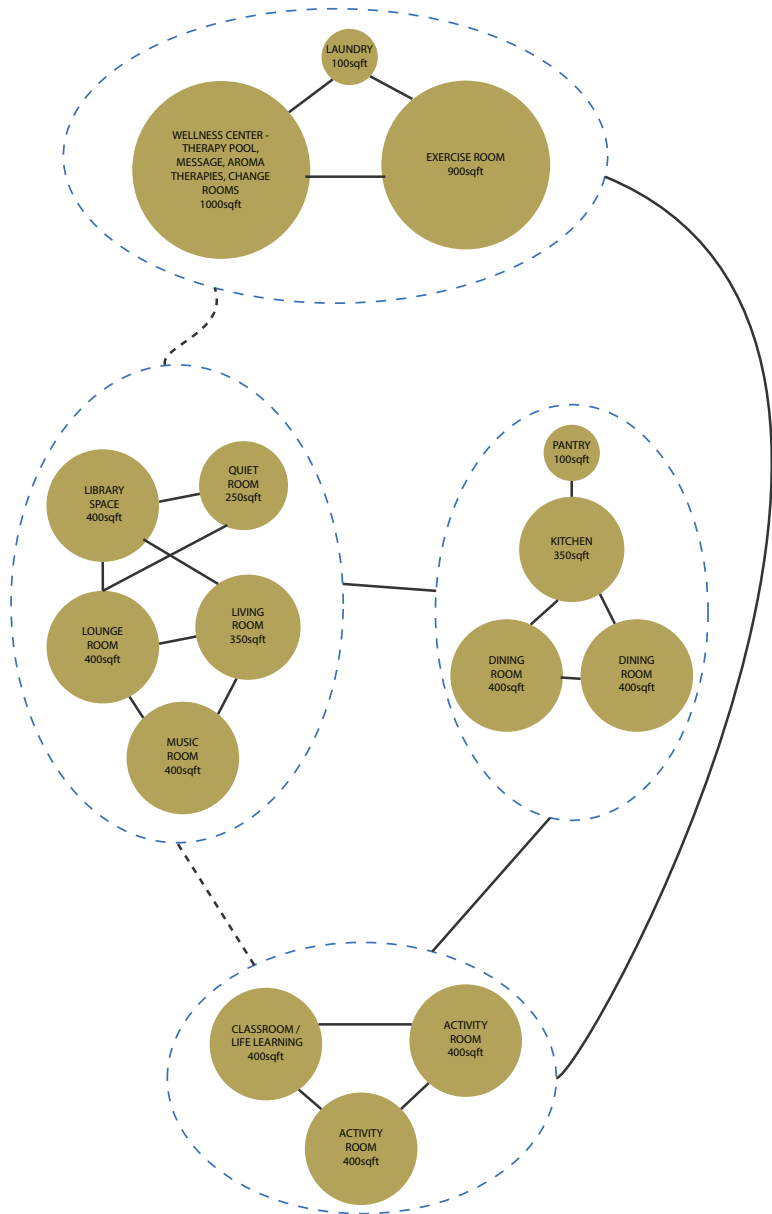 LAUNDRY
100sqft
WELLNESS CENTER -
THERAPY POOL,
MESSAGE, AROMA
THERAPIES, CHANGE
ROOMS
1000sqft
EXERCISE ROOM
900sqft
LIBRARY
SPACE
400sqft
QUIET
ROOM
250sqft
LOUNGE
ROOM
400sqft
LIVING
ROOM
350sqft
MUSIC
ROOM
400sqft
PANTRY
100sqft
KITCHEN
350sqft
DINING
ROOM
400sqft
DINING
ROOM
400sqft
CLASSROOM /
LIFE LEARNING
400sqft
ACTIVITY
ROOM
400sqft
ACTIVITY
ROOM
400sqft